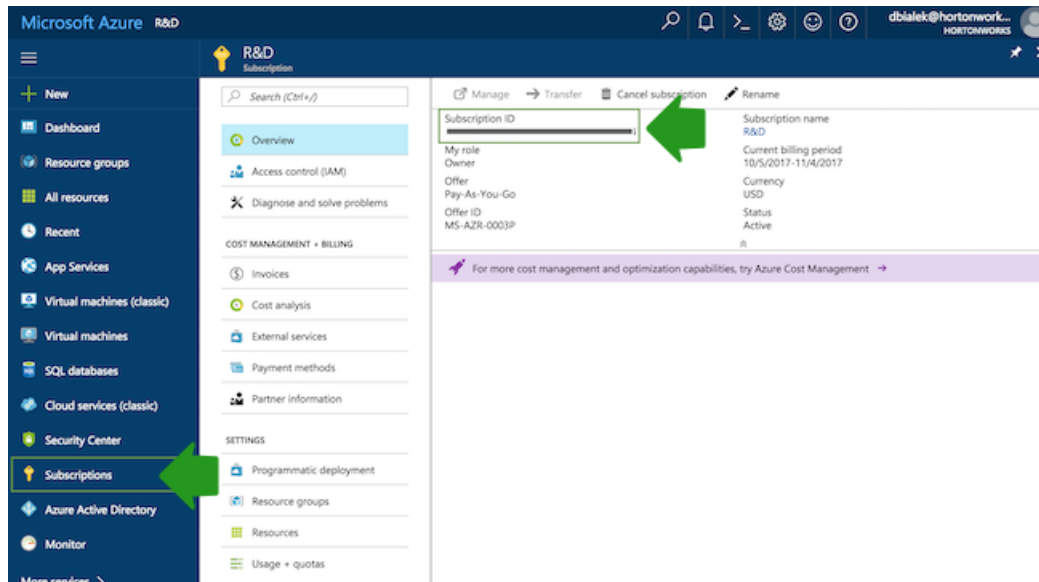 Microsoft Azure R&D
dbialek@hortonwork...
HORTONWORKS
R&D
Subscription
New
Dashboard
Resource groups
All resources
Recent
App Services
Virtual machines (classic)
Virtual machines
SQL databases
Cloud services (classic)
Security Center
Subscriptions
Azure Active Directory
Monitor
More services >
Search (Ctrl+/)
Overview
Access control (IAM)
Diagnose and solve problems
COST MANAGEMENT + BILLING
Invoices
Cost analysis
External services
Payment methods
Partner information
SETTINGS
Programmatic deployment
Resource groups
Resources
Usage + quotas
Manage
Transfer
Cancel subscription
Rename
Subscription ID
My role
Owner
Offer
Pay-As-You-Go
Offer ID
MS-AZR-0003P
Subscription name
R&D
Current billing period
10/5/2017-11/4/2017
Currency
USD
Status
Active
For more cost management and optimization capabilities, try Azure Cost Management →